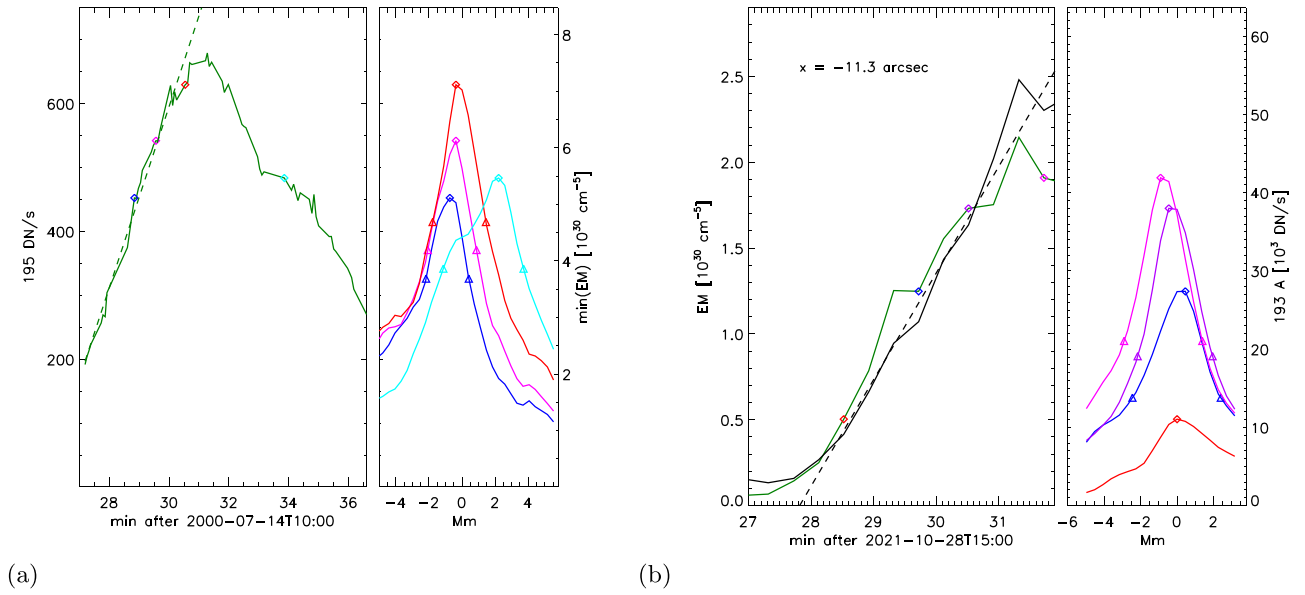 195 DN/s
600
400
200
28 30 32 34 36
min after 2000-07-14T10:00
8
6
4
2
min(EM) [10^30 cm^-5]
-4 -2 0 2 4
Mm
(a)
x = -11.3 arcsec
EM [10^30 cm^-5]
2.5
2.0
1.5
1.0
0.5
0.0
27 28 29 30 31
min after 2021-10-28T15:00
60
50
40
30
20
10
0
193 A [10^3 DN/s]
-6 -4 -2 0 2
Mm
(b)